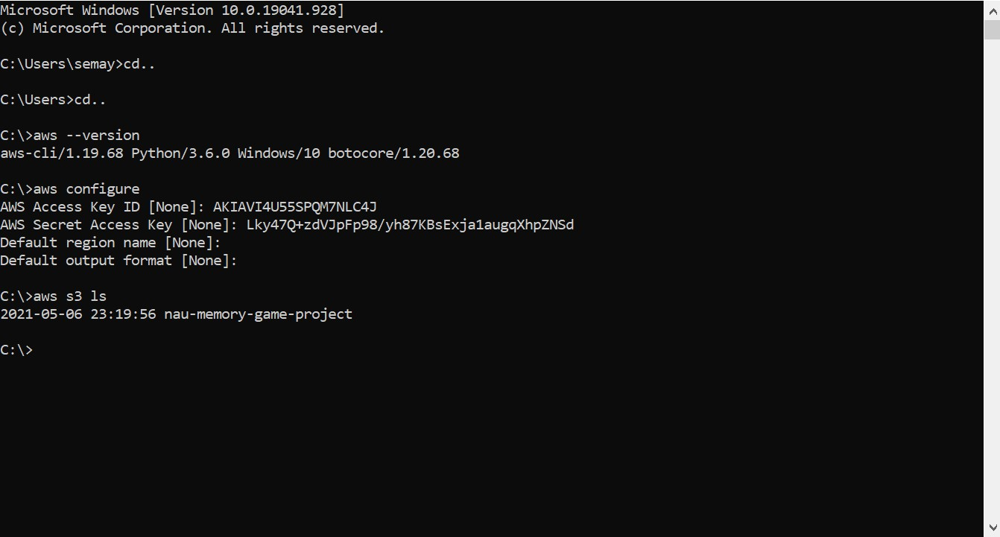 Microsoft Windows [Version 10.0.19041.928]
(c) Microsoft Corporation. All rights reserved.
C:\Users\semay>cd..
C:\Users>cd..
C:\>aws --version
aws-cli/1.19.68 Python/3.6.0 Windows/10 botocore/1.20.68
C:\>aws configure
AWS Access Key ID [None]: AKIAVI4U55SPQM7NLC4J
AWS Secret Access Key [None]: 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
Default region name [None]:
Default output format [None]:
C:\>aws s3 ls
2021-05-06 23:19:56 nau-memory-game-project
C:\>